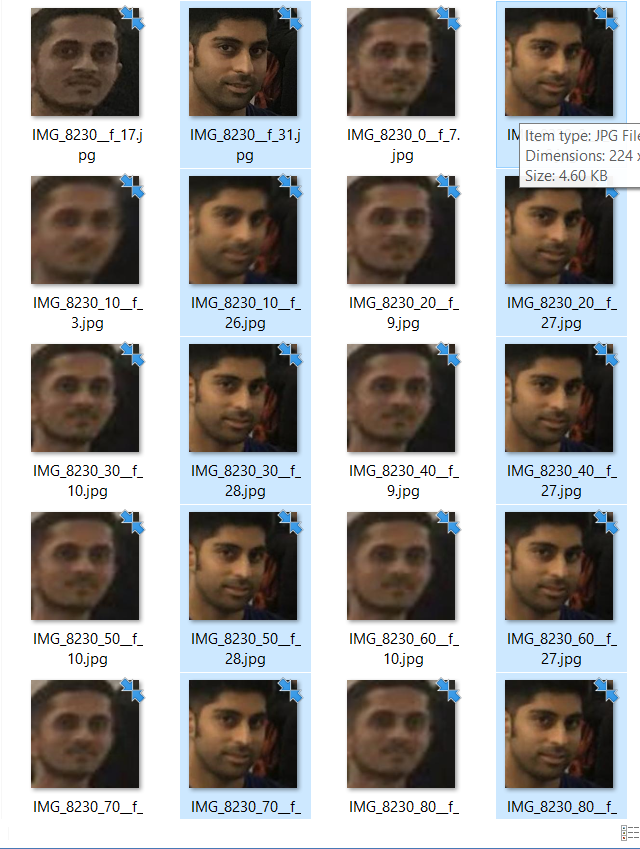 IMG_8230__f_17.j
pg
IMG_8230__f_31.j
pg
IMG_8230_0__f_7.
jpg
Item type: JPG File
Dimensions: 224 x
Size: 4.60 KB
IMG_8230_10__f_
3.jpg
IMG_8230_10__f_
26.jpg
IMG_8230_20__f_
9.jpg
IMG_8230_20__f_
27.jpg
IMG_8230_30__f_
10.jpg
IMG_8230_30__f_
28.jpg
IMG_8230_40__f_
9.jpg
IMG_8230_40__f_
27.jpg
IMG_8230_50__f_
10.jpg
IMG_8230_50__f_
28.jpg
IMG_8230_60__f_
10.jpg
IMG_8230_60__f_
27.jpg
IMG_8230_70__f_
IMG_8230_70__f_
IMG_8230_80__f_
IMG_8230_80__f_